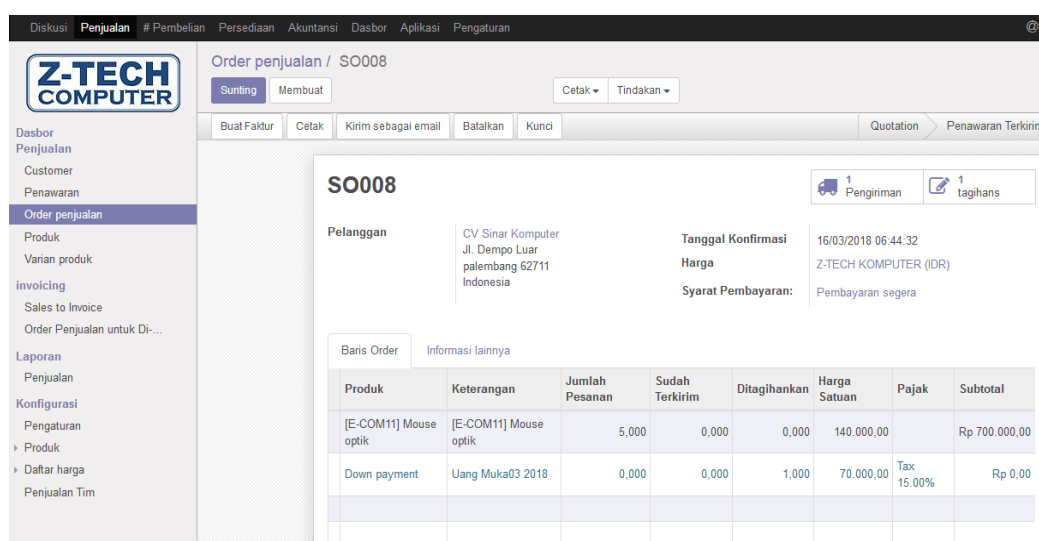 Diskusi Penjualan # Pembelian Persediaan Akuntansi Dasbor Aplikasi Pengaturan @
Z-TECH
COMPUTER
Dasbor
Penjualan
Customer
Penawaran
Order penjualan
Produk
Varian produk
invoicing
Sales to Invoice
Order Penjualan untuk Di-...
Laporan
Penjualan
Konfigurasi
Pengaturan
Produk
Daftar harga
Penjualan Tim
Order penjualan / SO008
Sunting Membuat Cetak Tindakan
Buat Faktur Cetak Kirim sebagai email Batalkan Kunci Quotation Penawaran Terkirin
SO008
1 Pengiriman
1 tagihans
Pelanggan
CV Sinar Komputer
Jl. Dempo Luar
palembang 62711
Indonesia
Tanggal Konfirmasi 16/03/2018 06:44:32
Harga Z-TECH KOMPUTER (IDR)
Syarat Pembayaran: Pembayaran segera
Baris Order Informasi lainnya
Produk Keterangan Jumlah Pesanan Sudah Terkirim Ditagihankan Harga Satuan Pajak Subtotal
[E-COM11] Mouse optik [E-COM11] Mouse optik 5,000 0,000 0,000 140.000,00 Rp 700.000,00
Down payment Uang Muka03 2018 0,000 0,000 1,000 70.000,00 Tax 15.00% Rp 0,00